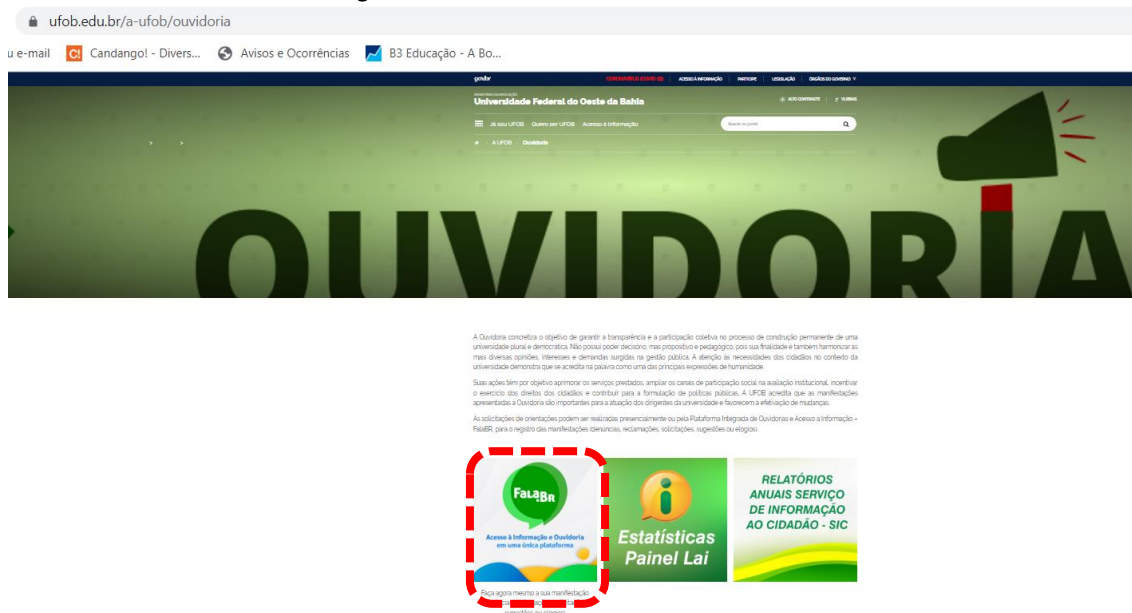 ufob.edu.br/a-ufob/ouvidoria
u e-mail Candango! - Divers... Avisos e Ocorrências B3 Educação - A Bo...
govbr CORONAVÍRUS (COVID-19) ACESSO À INFORMAÇÃO PARTICIPE LEGISLAÇÃO ÓRGÃOS DO GOVERNO
Universidade Federal do Oeste da Bahia
ALTO CONTRASTE VLIBRAS
Já sou UFOB Quero ser UFOB Acesso à Informação Buscar no portal
A UFOB Ouvidoria
OUVIDORIA
A Ouvidoria concretiza o objetivo de garantir a transparência e a participação coletiva no processo de construção permanente de uma
universidade plural e democrática. Não possui poder decisório, mas propositivo e pedagógico, pois sua finalidade é também harmonizar as
mais diversas opiniões, interesses e demandas surgidas na gestão pública. A atenção às necessidades dos cidadãos no contexto da
universidade demonstra que se acredita na palavra como uma das principais expressões de humanidade.
Suas ações têm por objetivo aprimorar os serviços prestados, ampliar os canais de participação social na avaliação institucional, incentivar
o exercício dos direitos dos cidadãos e contribuir para a formulação de políticas públicas. A UFOB acredita que as manifestações
apresentadas à Ouvidoria são importantes para a atuação dos dirigentes da universidade e favorecem a efetivação de mudanças.
As solicitações de orientações podem ser realizadas presencialmente ou pela Plataforma Integrada de Ouvidorias e Acesso a Informação –
FalaBR, para o registro das manifestações (denúncias, reclamações, solicitações, sugestões ou elogios).
FALA.BR
Acesso à Informação e Ouvidoria
em uma única plataforma
Estatísticas
Painel Lai
RELATÓRIOS
ANUAIS SERVIÇO
DE INFORMAÇÃO
AO CIDADÃO - SIC
Faça agora mesmo a sua manifestação
sugestões ou elogios)